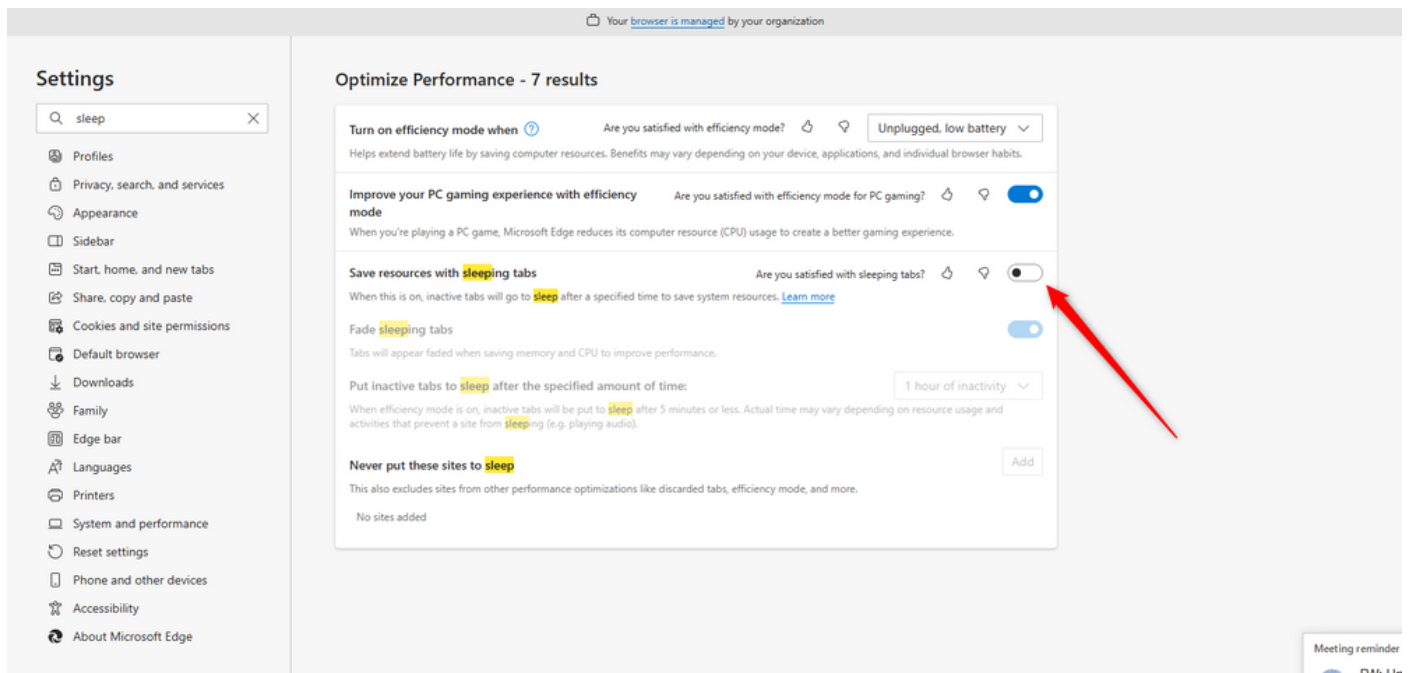 Your browser is managed by your organization
Settings
sleep
Profiles
Privacy, search, and services
Appearance
Sidebar
Start, home, and new tabs
Share, copy and paste
Cookies and site permissions
Default browser
Downloads
Family
Edge bar
Languages
Printers
System and performance
Reset settings
Phone and other devices
Accessibility
About Microsoft Edge
Optimize Performance - 7 results
Turn on efficiency mode when Are you satisfied with efficiency mode? Unplugged, low battery
Helps extend battery life by saving computer resources. Benefits may vary depending on your device, applications, and individual browser habits.
Improve your PC gaming experience with efficiency Are you satisfied with efficiency mode for PC gaming?
mode
When you're playing a PC game, Microsoft Edge reduces its computer resource (CPU) usage to create a better gaming experience.
Save resources with sleeping tabs Are you satisfied with sleeping tabs?
When this is on, inactive tabs will go to sleep after a specified time to save system resources. Learn more
Fade sleeping tabs
Tabs will appear faded when saving memory and CPU to improve performance.
Put inactive tabs to sleep after the specified amount of time: 1 hour of inactivity
When efficiency mode is on, inactive tabs will be put to sleep after 5 minutes or less. Actual time may vary depending on resource usage and
activities that prevent a site from sleeping (e.g. playing audio).
Never put these sites to sleep Add
This also excludes sites from other performance optimizations like discarded tabs, efficiency mode, and more.
No sites added
Meeting reminder